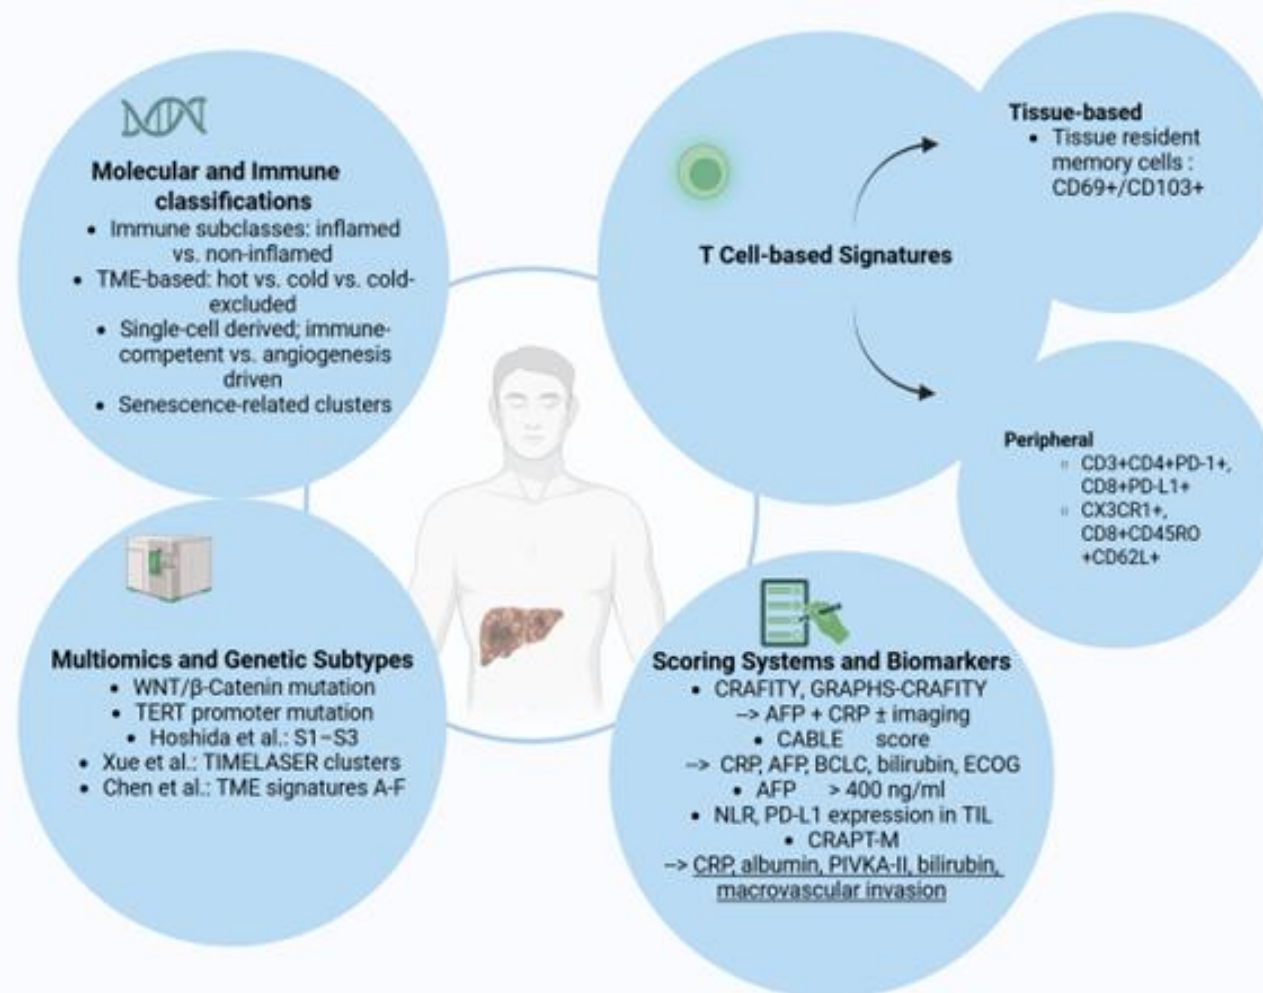 Molecular and Immune
classifications
• Immune subclasses: inflamed
vs. non-inflamed
• TME-based: hot vs. cold vs. cold-
excluded
• Single-cell derived; immune-
competent vs. angiogenesis
driven
• Senescence-related clusters
T Cell-based Signatures
Tissue-based
• Tissue resident
memory cells :
CD69+/CD103+
Peripheral
▫ CD3+CD4+PD-1+,
CD8+PD-L1+
▫ CX3CR1+,
CD8+CD45RO
+CD62L+
Multiomics and Genetic Subtypes
• WNT/β-Catenin mutation
• TERT promoter mutation
• Hoshida et al.: S1–S3
• Xue et al.: TIMELASER clusters
• Chen et al.: TME signatures A-F
Scoring Systems and Biomarkers
• CRAFITY, GRAPHS-CRAFITY
–> AFP + CRP ± imaging
• CABLE score
–> CRP, AFP, BCLC, bilirubin, ECOG
• AFP > 400 ng/ml
• NLR, PD-L1 expression in TIL
• CRAPT-M
–> CRP, albumin, PIVKA-II, bilirubin,
macrovascular invasion